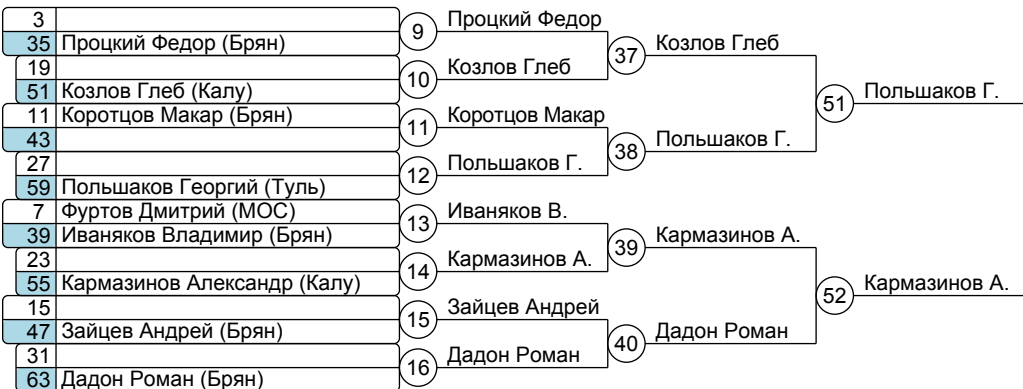 3
35 Процкий Федор (Брян)
19
51 Козлов Глеб (Калу)
11 Коротцов Макар (Брян)
43
27
59 Польшаков Георгий (Туль)
7 Фуртов Дмитрий (МОС)
39 Иваняков Владимир (Брян)
23
55 Кармазинов Александр (Калу)
15
47 Зайцев Андрей (Брян)
31
63 Дадон Роман (Брян)
9 Процкий Федор
10 Козлов Глеб
11 Коротцов Макар
12 Польшаков Г.
13 Иваняков В.
14 Кармазинов А.
15 Зайцев Андрей
16 Дадон Роман
37 Козлов Глеб
38 Польшаков Г.
39 Кармазинов А.
40 Дадон Роман
51 Польшаков Г.
52 Кармазинов А.